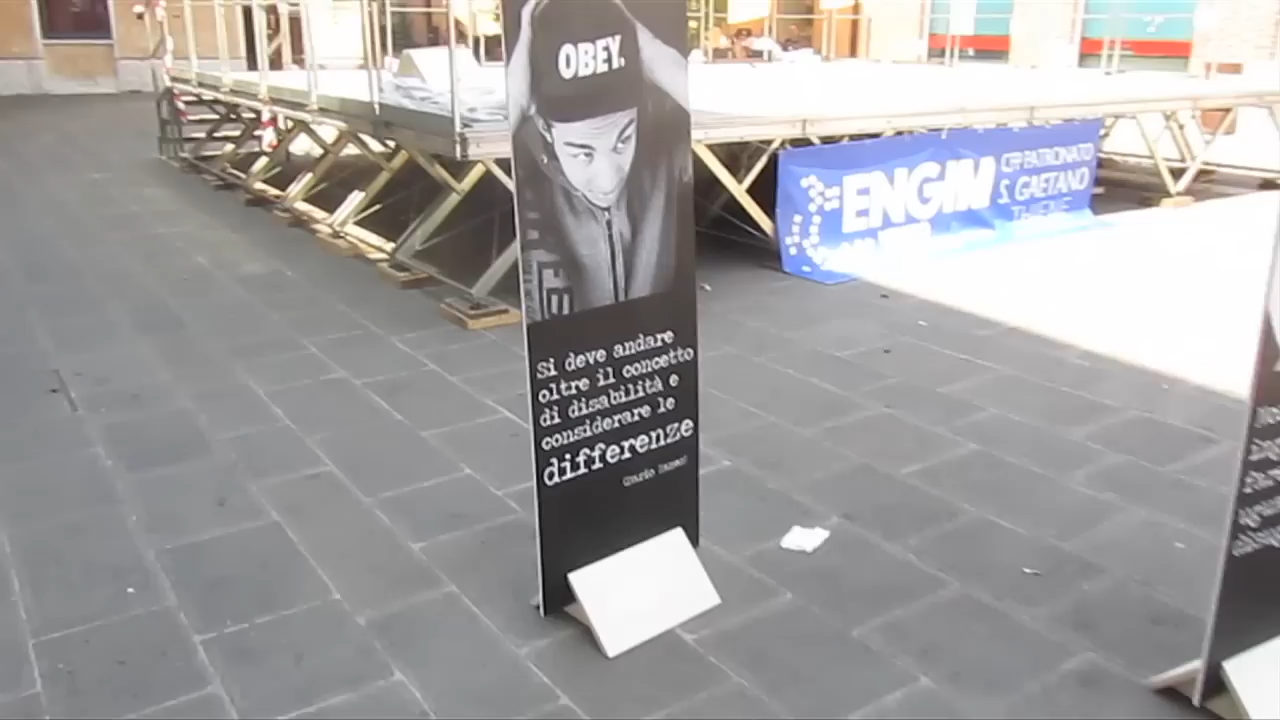 OBEY.
ENGIM
CFP PATRONATO
S. GAETANO
THIENE
Si deve andare
oltre il concetto
di disabilità e
considerare le
differenze